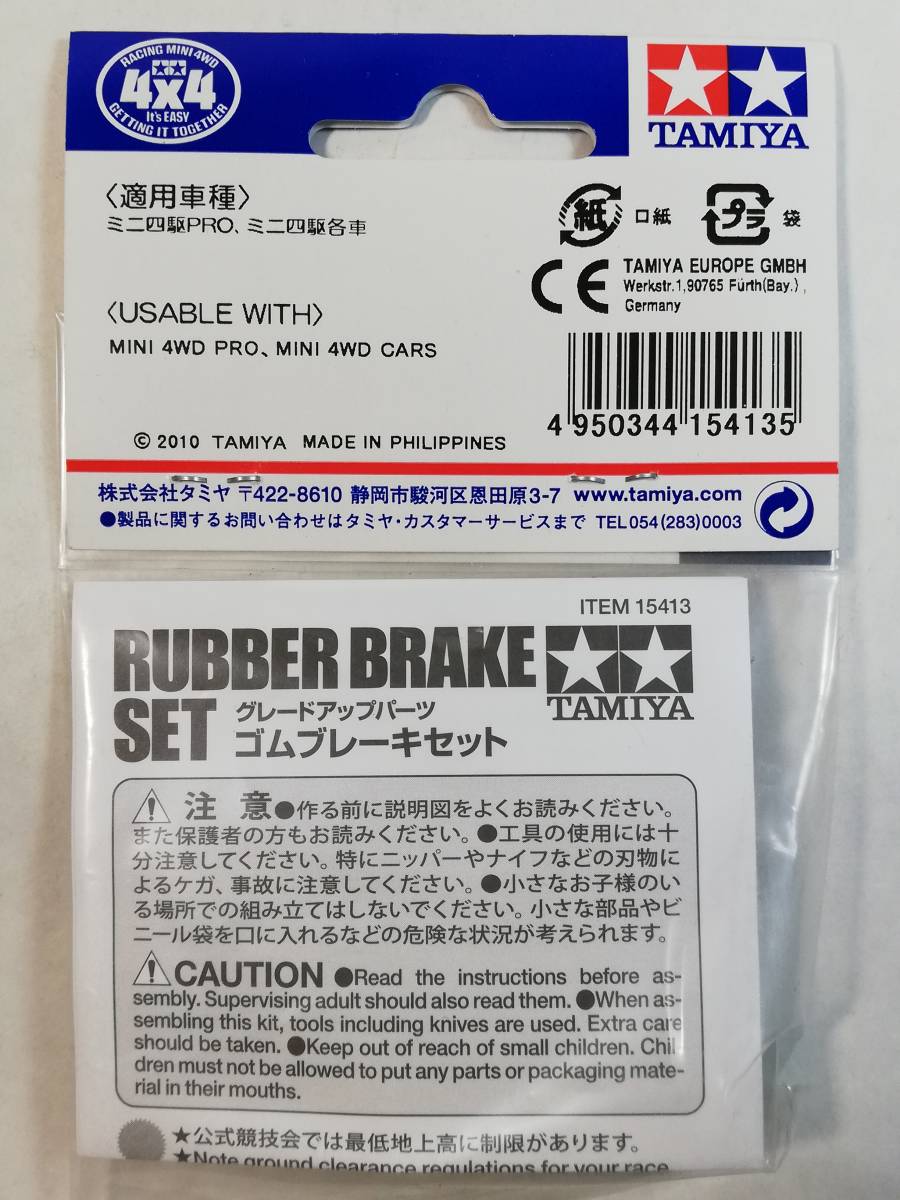 RACING MINI 4WD
4x4
It's EASY
GETTING IT TOGETHER
TAMIYA
〈適用車種〉
ミニ四駆PRO、ミニ四駆各車
紙 口紙
プラ 袋
CE
TAMIYA EUROPE GMBH
Werkstr.1,90765 Fürth(Bay.),
Germany
〈USABLE WITH〉
MINI 4WD PRO、MINI 4WD CARS
4 950344 154135
© 2010 TAMIYA MADE IN PHILIPPINES
株式会社タミヤ 〒422-8610 静岡市駿河区恩田原3-7 www.tamiya.com
●製品に関するお問い合わせはタミヤ・カスタマーサービスまで TEL054(283)0003
ITEM 15413
RUBBER BRAKE
SET
グレードアップパーツ
ゴムブレーキセット
TAMIYA
注意●作る前に説明図をよくお読みください。
また保護者の方もお読みください。●工具の使用には十
分注意してください。特にニッパーやナイフなどの刃物に
よるケガ、事故に注意してください。●小さなお子様のい
る場所での組み立てはしないでください。小さな部品やビ
ニール袋を口に入れるなどの危険な状況が考えられます。
CAUTION ●Read the instructions before as-
sembly. Supervising adult should also read them. ●When as-
sembling this kit, tools including knives are used. Extra care
should be taken. ●Keep out of reach of small children. Chil
dren must not be allowed to put any parts or packaging mate-
rial in their mouths.
★公式競技会では最低地上高に制限があります。
★Note ground clearance regulations for your race